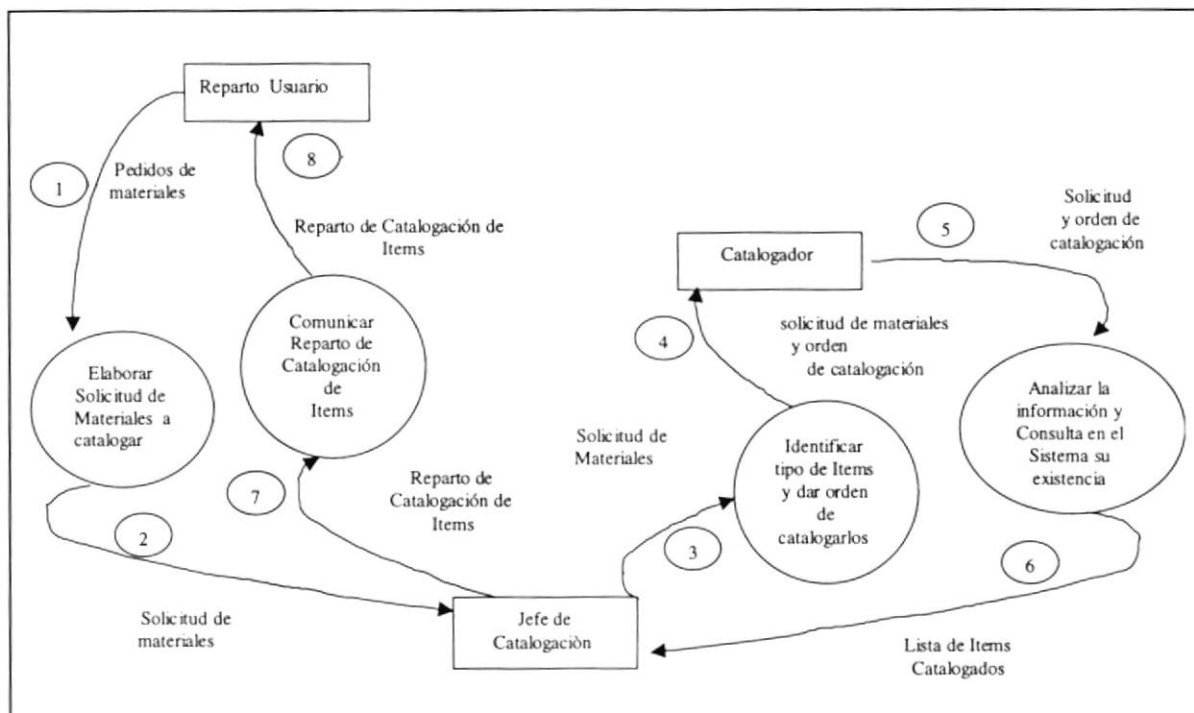 Reparto Usuario
1
Pedidos de
materiales
8
Reparto de Catalogación de
Items
Elaborar
Solicitud de
Materiales a
catalogar
Comunicar
Reparto de
Catalogación
de
Items
2
Solicitud de
materiales
7
Reparto de
Catalogación de
Items
Jefe de
Catalogaciòn
Solicitud de
Materiales
3
Identificar
tipo de Items
y dar orden
de
catalogarlos
4
solicitud de materiales
y orden
de catalogación
Catalogador
5
Solicitud
y orden de
catalogación
Analizar la
información y
Consulta en el
Sistema su
existencia
6
Lista de Items
Catalogados